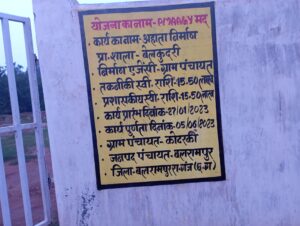 योजना का नाम- PMAAGY मद
• कार्य का नाम- अहाता निर्माण
प्रा. शाला - बेलकुदरी
• निर्माण एजेंसी- ग्राम पंचायत
• तकनीकी स्वी. राशि- 15.50 लाख
• प्रशासकीय स्वी. राशि- 15.50 लाख
• कार्य प्रारंभ दिनांक- 27/01/2023
• कार्य पूर्णता दिनांक- 05/06/2023
• ग्राम पंचायत - कोटराही
• जनपद पंचायत- बलरामपुर
जिला- बलरामपुर रा.गंज (छ.ग)